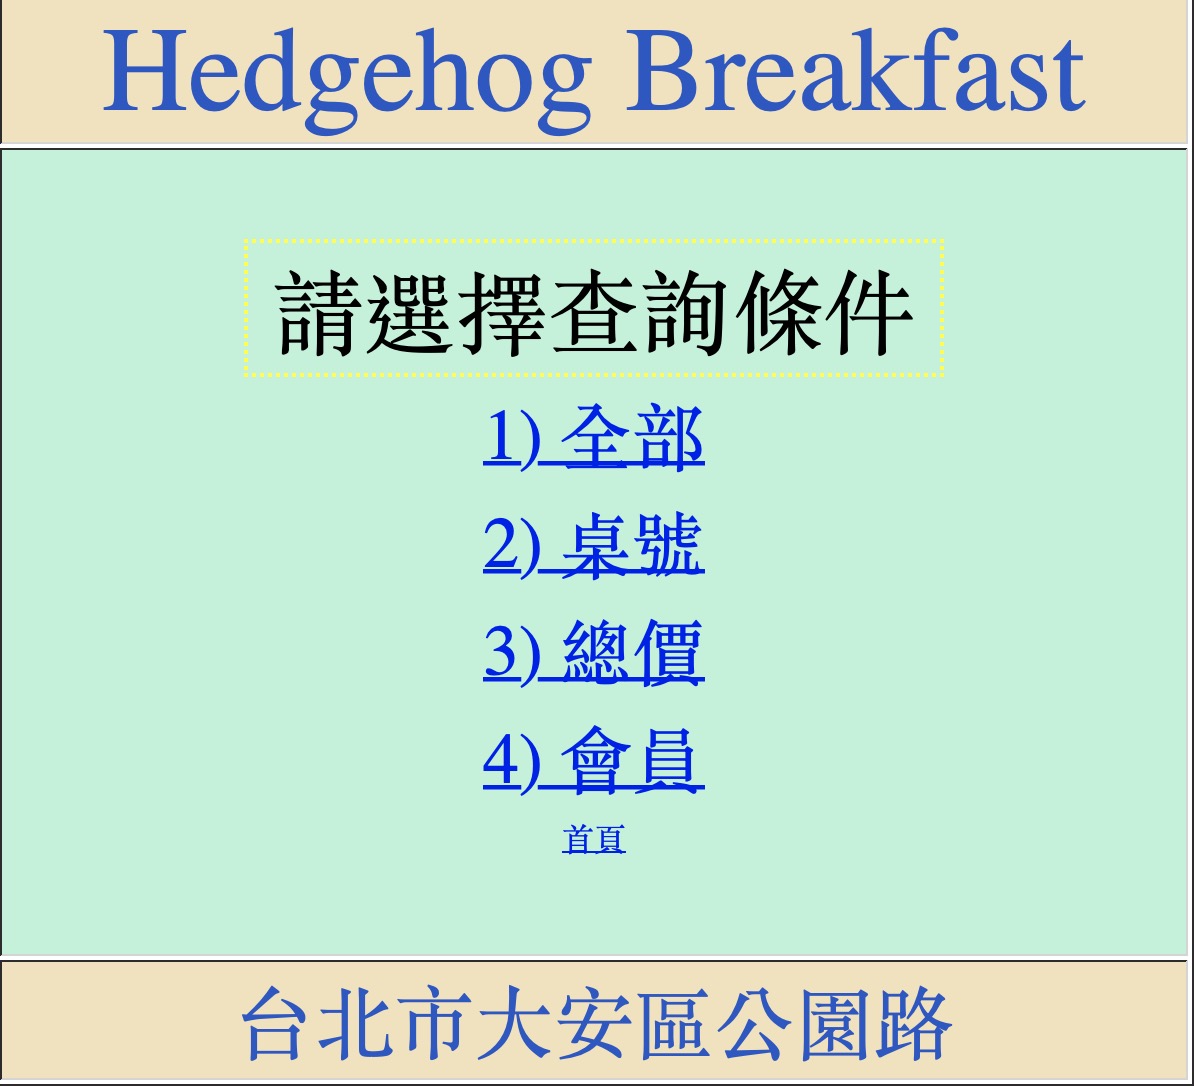 Hedgehog Breakfast
請選擇查詢條件
1) 全部
2) 桌號
3) 總價
4) 會員
首頁
台北市大安區公園路